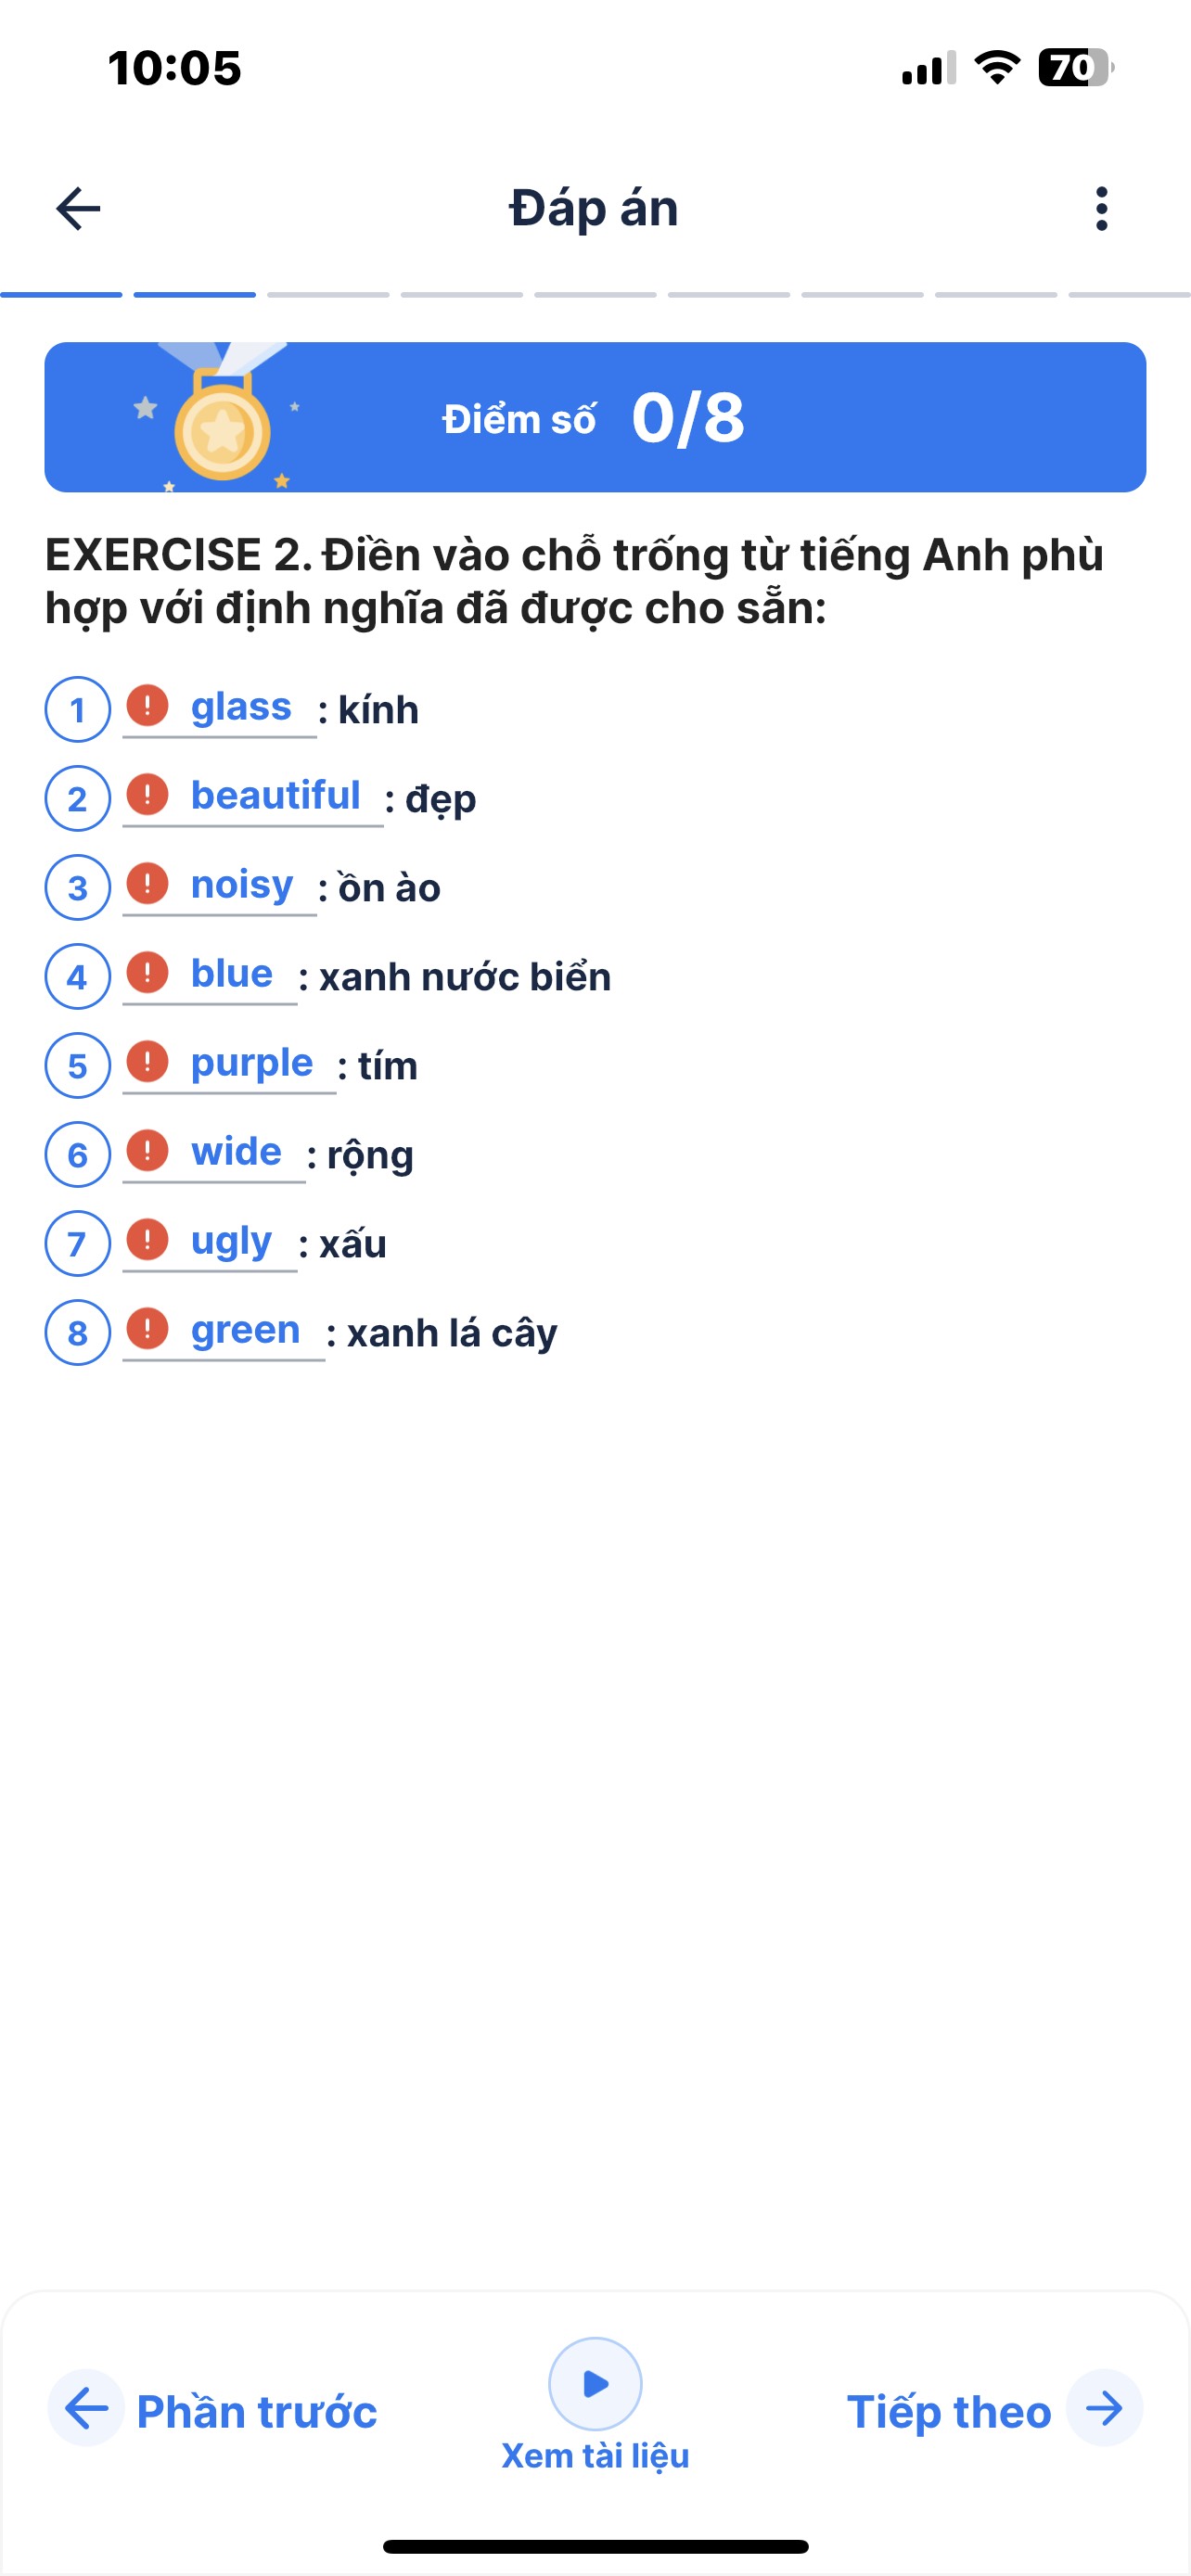 10:05
70
Đáp án
Điểm số 0/8
EXERCISE 2. Điền vào chỗ trống từ tiếng Anh phù
hợp với định nghĩa đã được cho sẵn:
1 ! glass : kính
2 ! beautiful : đẹp
3 ! noisy : ồn ào
4 ! blue : xanh nước biển
5 ! purple : tím
6 ! wide : rộng
7 ! ugly : xấu
8 ! green : xanh lá cây
Phần trước
Xem tài liệu
Tiếp theo